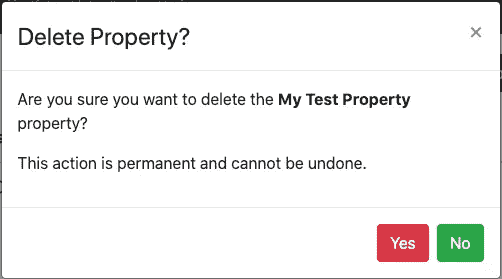 Delete Property?
×
Are you sure you want to delete the My Test Property
property?
This action is permanent and cannot be undone.
Yes No